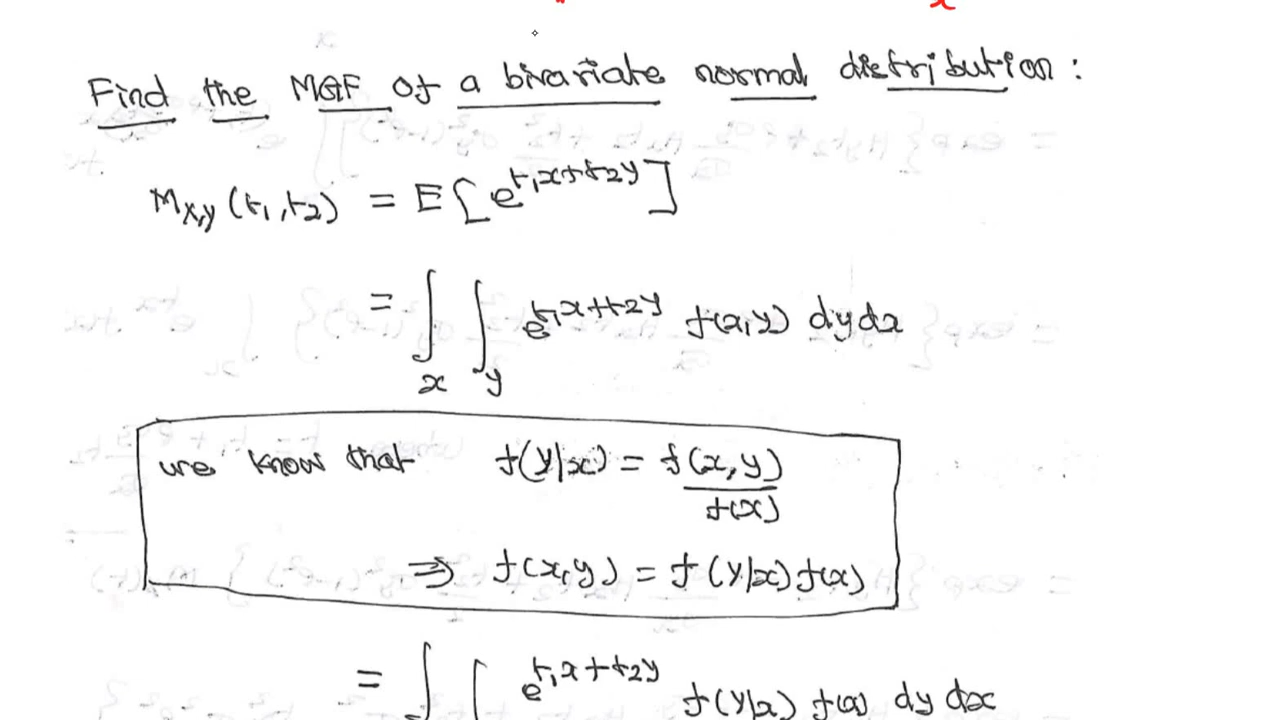 Find the MGF of a bivariate normal distribution :
M_{X,Y} (t₁, t₂) = E[e^{t₁x+t₂y}]
= ∫_x ∫_y e^{t₁x+t₂y} f(x,y) dy dx
we know that f(y|x) = f(x,y) / f(x)
⇒ f(x,y) = f(y|x) f(x)
= ∫ ∫ e^{t₁x+t₂y} f(y|x) f(x) dy dx